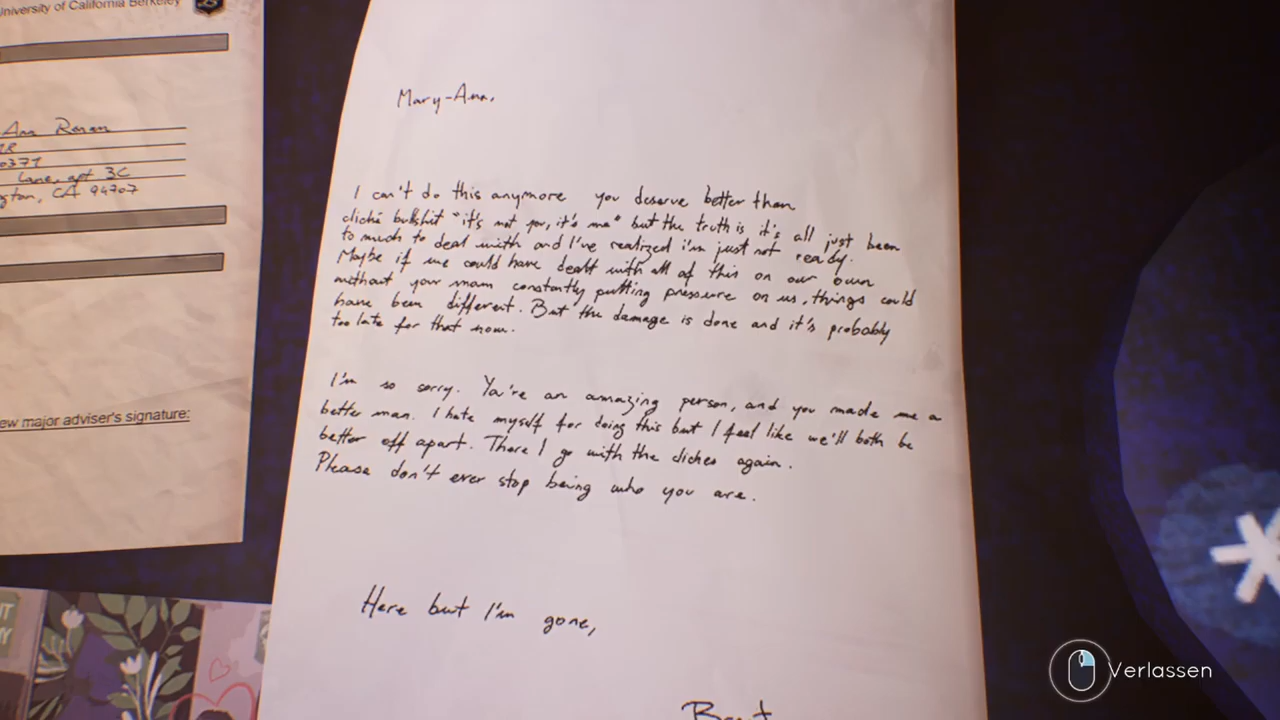 University of California Berkeley
Ann Ronan
Lane, apt 3C
CA 94707
new major adviser's signature:
Mary-Ann,
I can't do this anymore you deserve better than
cliché bullshit "it's not you, it's me" but the truth is it's all just been
to much to deal with and I've realized i'm just not ready.
Maybe if we could have dealt with all of this on our own
without your mom constantly putting pressure on us, things could
have been different. But the damage is done and it's probably
too late for that now.
I'm so sorry. You're an amazing person, and you made me a
better man. I hate myself for doing this but I feel like we'll both be
better off apart. There I go with the cliches again.
Please don't ever stop being who you are.
Here but I'm gone,
Verlassen